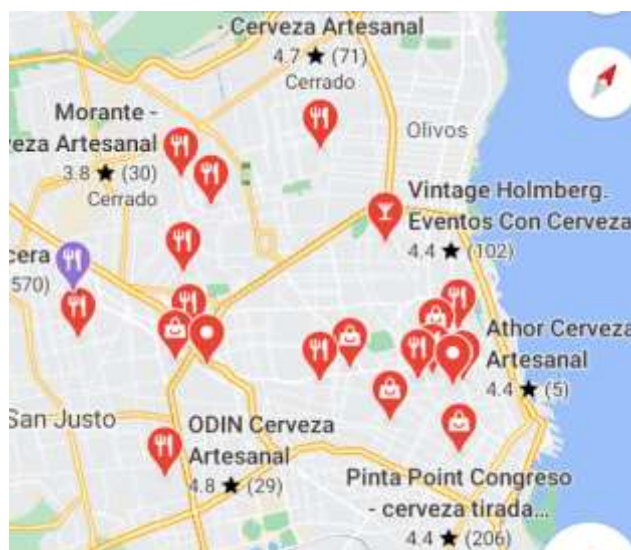 - Cerveza Artesanal
4.7 ★ (71)
Cerrado
Morante -
veza Artesanal
3.8 ★ (30)
Cerrado
Olivos
Vintage Holmberg.
Eventos Con Cerveza
4.4 ★ (102)
cera
570)
Athor Cerveza
Artesanal
4.4 ★ (5)
San Justo
ODIN Cerveza
Artesanal
4.8 ★ (29)
Pinta Point Congreso
- cerveza tirada...
4.4 ★ (206)